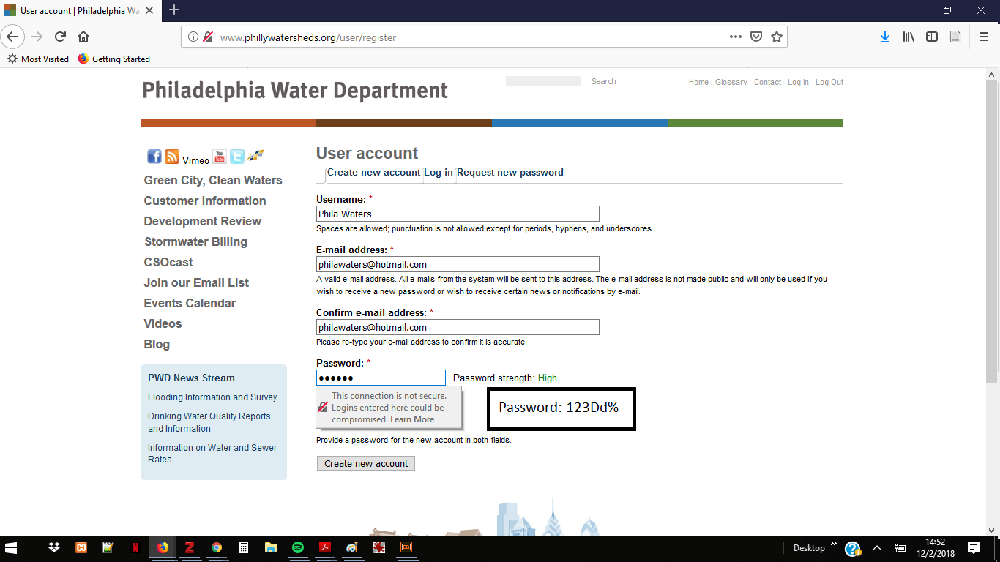 User account | Philadelphia Wat
www.phillywatersheds.org/user/register
Most Visited
Getting Started
Philadelphia Water Department
Search
Home Glossary Contact Log In Log Out
Vimeo
You
Tube
Green City, Clean Waters
Customer Information
Development Review
Stormwater Billing
CSOcast
Join our Email List
Events Calendar
Videos
Blog
PWD News Stream
Flooding Information and Survey
Drinking Water Quality Reports
and Information
Information on Water and Sewer
Rates
User account
Create new account Log in Request new password
Username: *
Phila Waters
Spaces are allowed; punctuation is not allowed except for periods, hyphens, and underscores.
E-mail address: *
philawaters@hotmail.com
A valid e-mail address. All e-mails from the system will be sent to this address. The e-mail address is not made public and will only be used if you
wish to receive a new password or wish to receive certain news or notifications by e-mail.
Confirm e-mail address: *
philawaters@hotmail.com
Please re-type your e-mail address to confirm it is accurate.
Password: *
●●●●●● Password strength: High
This connection is not secure.
Logins entered here could be
compromised. Learn More
Password: 123Dd%
Provide a password for the new account in both fields.
Create new account
Desktop
14:52
12/2/2018